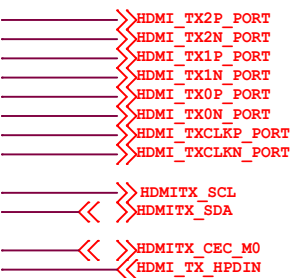 HDMI_TX2P_PORT
HDMI_TX2N_PORT
HDMI_TX1P_PORT
HDMI_TX1N_PORT
HDMI_TX0P_PORT
HDMI_TX0N_PORT
HDMI_TXCLKP_PORT
HDMI_TXCLKN_PORT
HDMITX_SCL
HDMITX_SDA
HDMITX_CEC_M0
HDMI_TX_HPDIN